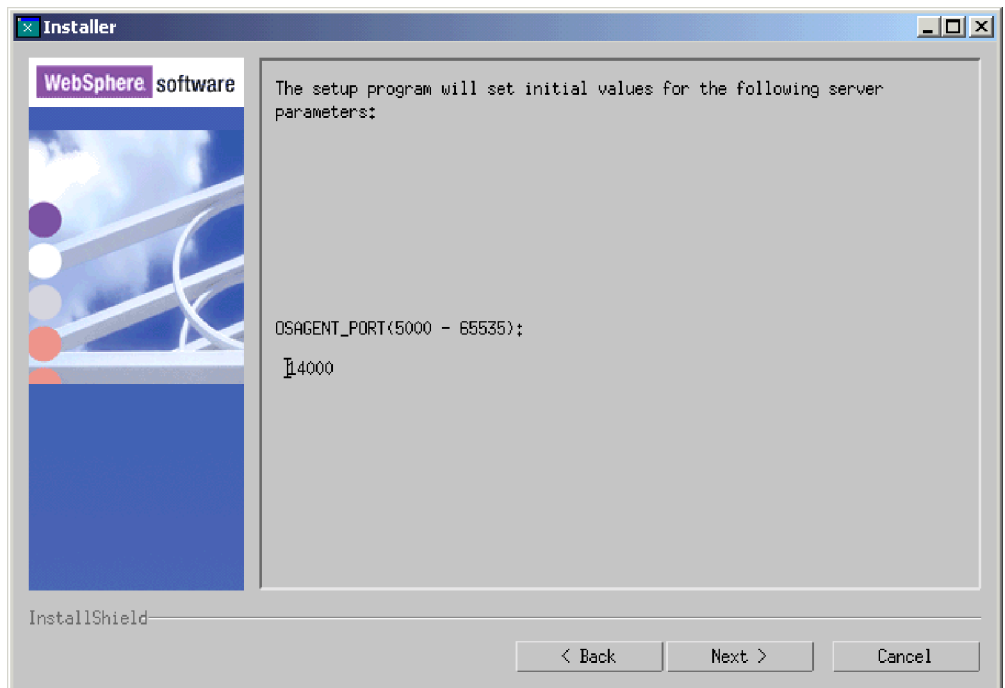 Installer
WebSphere software
The setup program will set initial values for the following server
parameters:
OSAGENT_PORT(5000 - 65535):
14000
InstallShield
< Back
Next >
Cancel